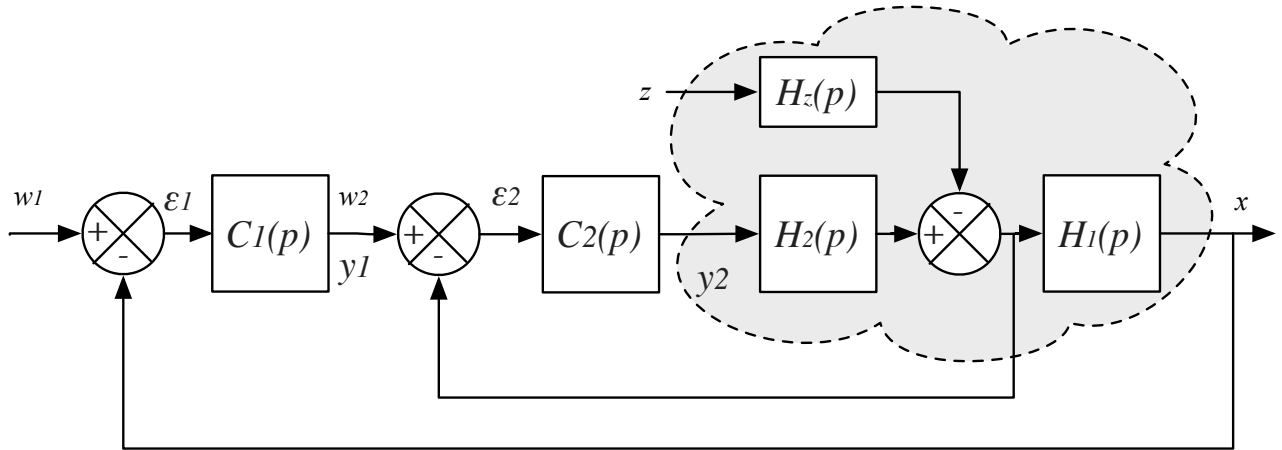 z
Hz(p)
w1
+
-
ε1
C1(p)
w2
y1
+
-
ε2
C2(p)
y2
H2(p)
+
-
H1(p)
x